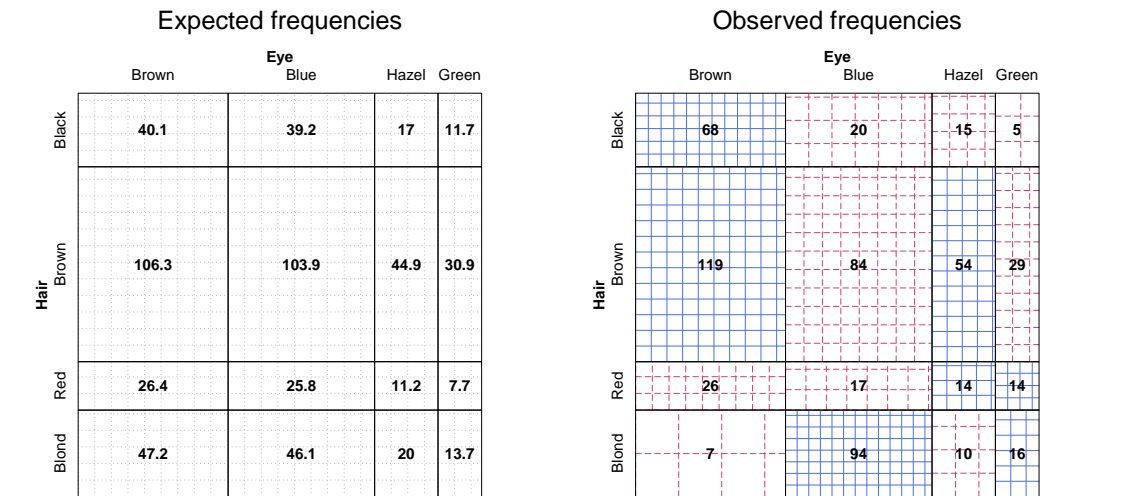 Expected frequencies
Eye
Brown Blue Hazel Green
Hair
Black 40.1 39.2 17 11.7
Brown 106.3 103.9 44.9 30.9
Red 26.4 25.8 11.2 7.7
Blond 47.2 46.1 20 13.7
Observed frequencies
Eye
Brown Blue Hazel Green
Hair
Black 68 20 15 5
Brown 119 84 54 29
Red 26 17 14 14
Blond 7 94 10 16